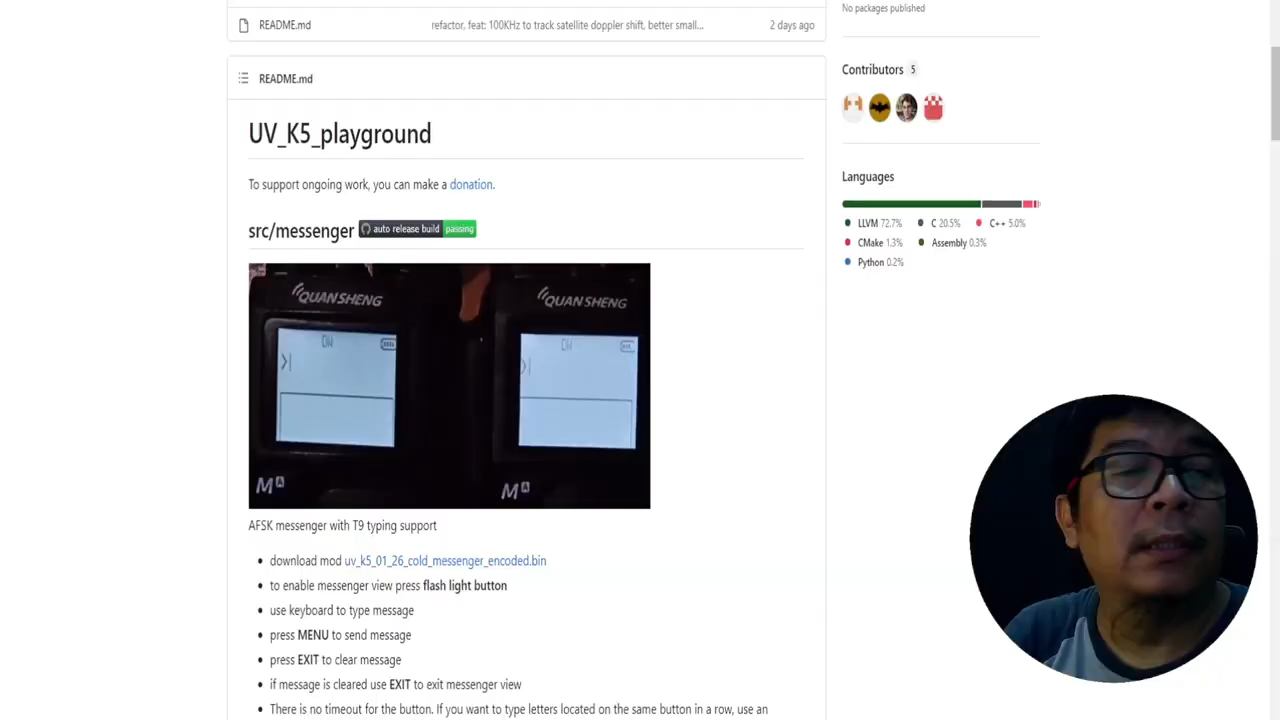 No packages published
README.md refactor, feat: 100KHz to track satellite doppler shift, better small... 2 days ago
README.md
Contributors 5
UV_K5_playground
To support ongoing work, you can make a donation.
Languages
LLVM 72.7% C 20.5% C++ 5.0%
CMake 1.3% Assembly 0.3%
Python 0.2%
src/messenger auto release build passing
QUANSHENG QUANSHENG
DW DW
>| >|
MA MA
AFSK messenger with T9 typing support
download mod uv_k5_01_26_cold_messenger_encoded.bin
to enable messenger view press flash light button
use keyboard to type message
press MENU to send message
press EXIT to clear message
if message is cleared use EXIT to exit messenger view
There is no timeout for the button. If you want to type letters located on the same button in a row, use an